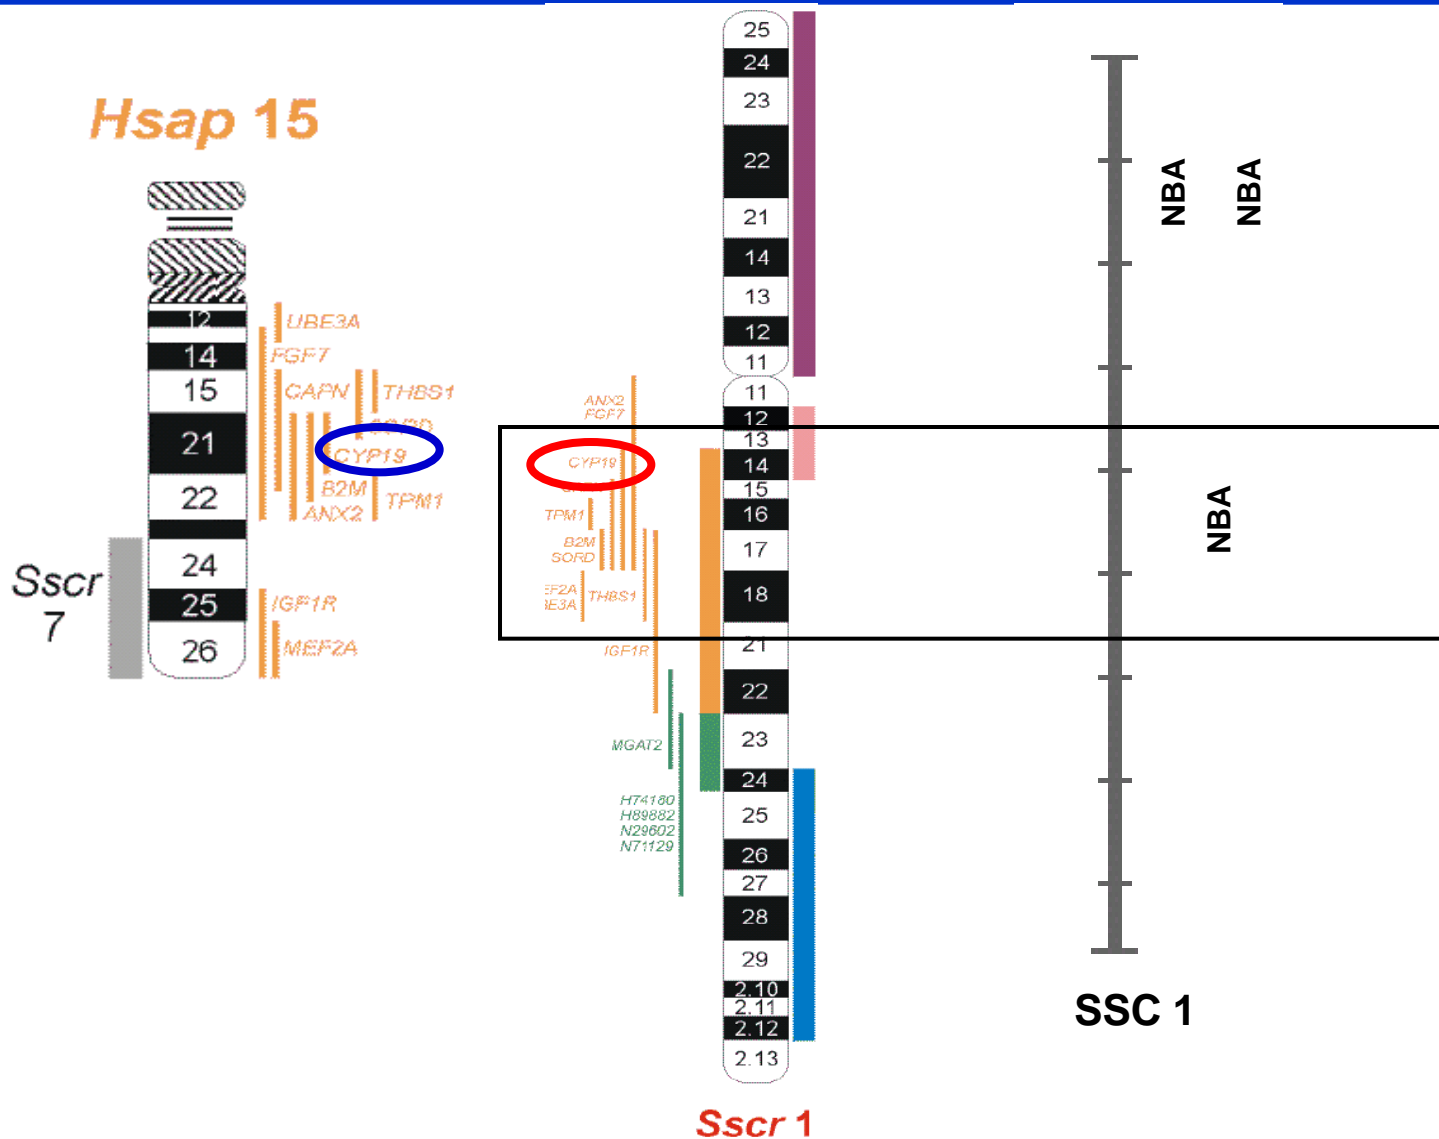 Hsap 15
12
14
15
21
22
24
25
26
UBE3A
FGF7
CAPN
THBS1
CYP19
B2M
TPM1
ANX2
IGF1R
MEF2A
Sscr
7
ANX2
FGF7
CYP19
TPM1
B2M
SORD
THBS1
IGF1R
MGAT2
H74180
H89882
N29602
N71129
25
24
23
22
21
14
13
12
11
11
12
13
14
15
16
17
18
21
22
23
24
25
26
27
28
29
2.10
2.11
2.12
2.13
Sscr 1
NBA
NBA
NBA
SSC 1